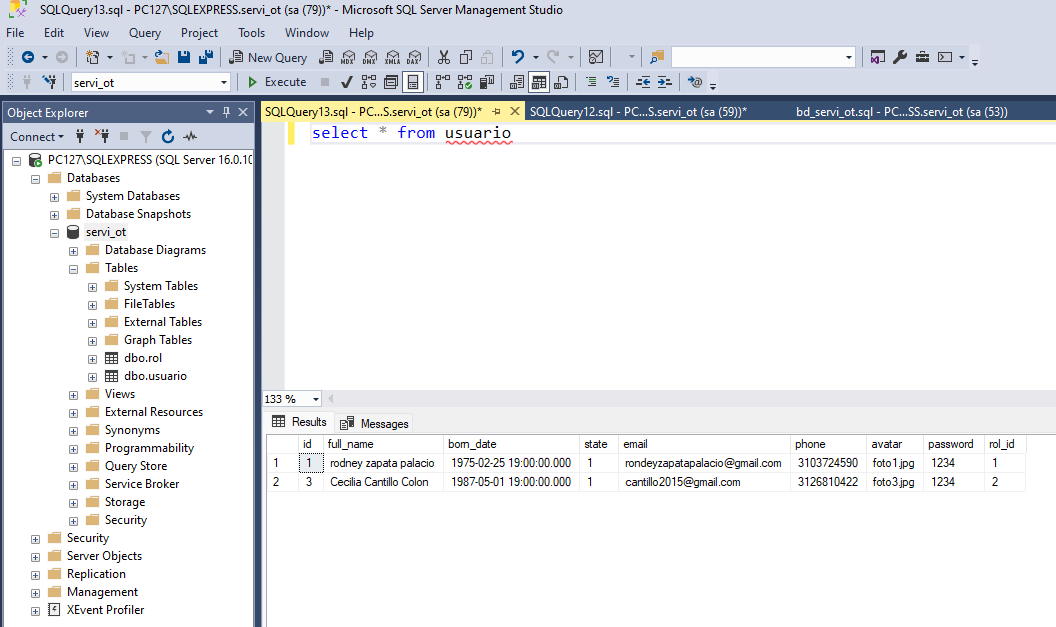 SQLQuery13.sql - PC127\SQLEXPRESS.servi_ot (sa (79))* - Microsoft SQL Server Management Studio
File Edit View Query Project Tools Window Help
New Query MDX DMX XMLA DAX
servi_ot Execute
Object Explorer
Connect
PC127\SQLEXPRESS (SQL Server 16.0.10
Databases
System Databases
Database Snapshots
servi_ot
Database Diagrams
Tables
System Tables
FileTables
External Tables
Graph Tables
dbo.rol
dbo.usuario
Views
External Resources
Synonyms
Programmability
Query Store
Service Broker
Storage
Security
Security
Server Objects
Replication
Management
XEvent Profiler
SQLQuery13.sql - PC...S.servi_ot (sa (79))* SQLQuery12.sql - PC...S.servi_ot (sa (59))* bd_servi_ot.sql - PC...SS.servi_ot (sa (53))
select * from usuario
133 %
Results Messages
id full_name born_date state email phone avatar password rol_id
1 1 rodney zapata palacio 1975-02-25 19:00:00.000 1 rondeyzapatapalacio@gmail.com 3103724590 foto1.jpg 1234 1
2 3 Cecilia Cantillo Colon 1987-05-01 19:00:00.000 1 cantillo2015@gmail.com 3126810422 foto3.jpg 1234 2